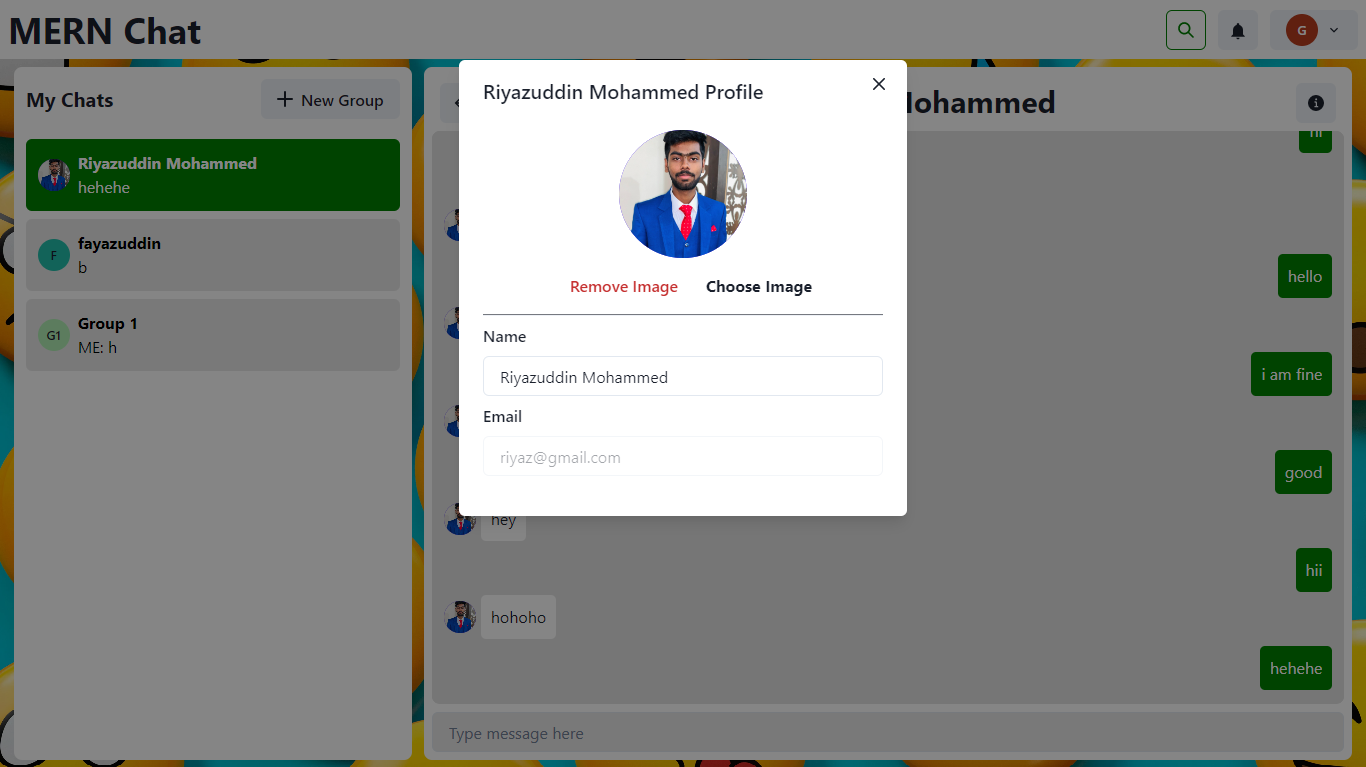 MERN Chat
G
My Chats
New Group
Riyazuddin Mohammed
hehehe
F
fayazuddin
b
G1
Group 1
ME: h
Riyazuddin Mohammed Profile
Remove Image
Choose Image
Name
Riyazuddin Mohammed
Email
riyaz@gmail.com
hi
hello
i am fine
good
hey
hii
hohoho
hehehe
Type message here